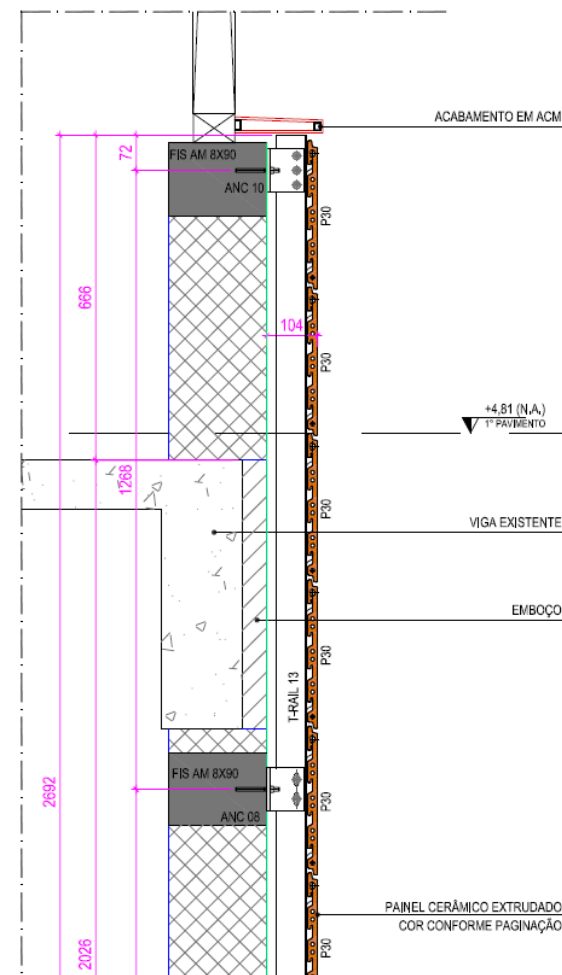 ACABAMENTO EM ACM
72
FIS AM 8X90
ANC 10
P30
666
104
P30
+4,81 (N.A.)
1° PAVIMENTO
1268
P30
VIGA EXISTENTE
EMBOÇO
P30
T-RAIL 13
FIS AM 8X90
P30
2692
ANC 08
PAINEL CERÂMICO EXTRUDADO
COR CONFORME PAGINAÇÃO
P30
2026